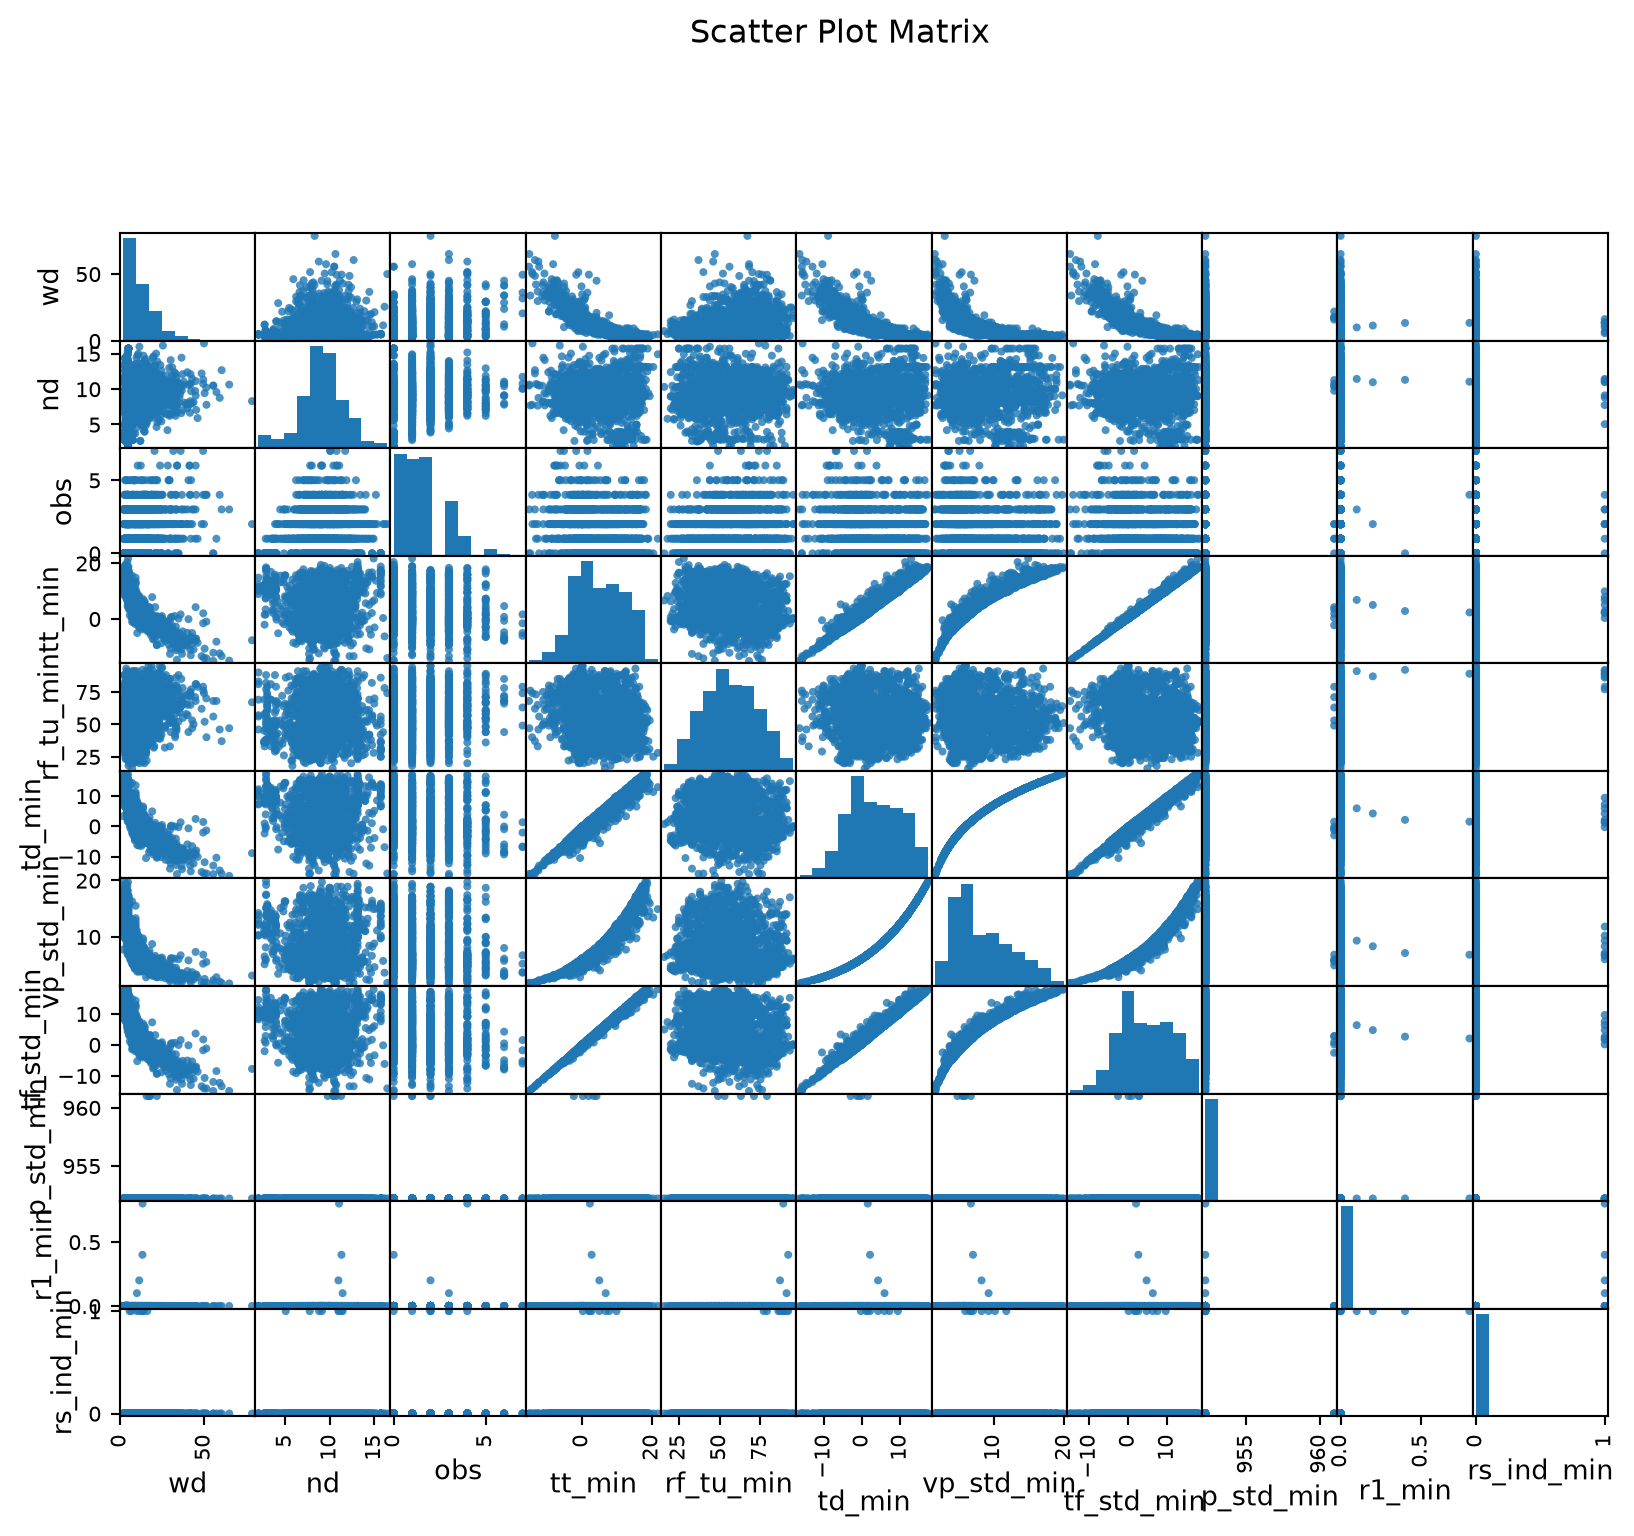 Scatter Plot Matrix
wd
50
0
nd
15
10
5
obs
5
0
tt_min
20
0
rf_tu_min
75
50
25
td_min
10
0
−10
vp_std_min
20
10
tf_std_min
10
0
−10
p_std_min
960
955
r1_min
0.5
0.0
rs_ind_min
1
0
0 50 5 10 15 0 5 0 20 25 50 75 −10 0 10 10 20 −10 0 10 955 960 0.0 0.5 0 1
wd nd obs tt_min rf_tu_min td_min vp_std_min tf_std_min p_std_min r1_min rs_ind_min